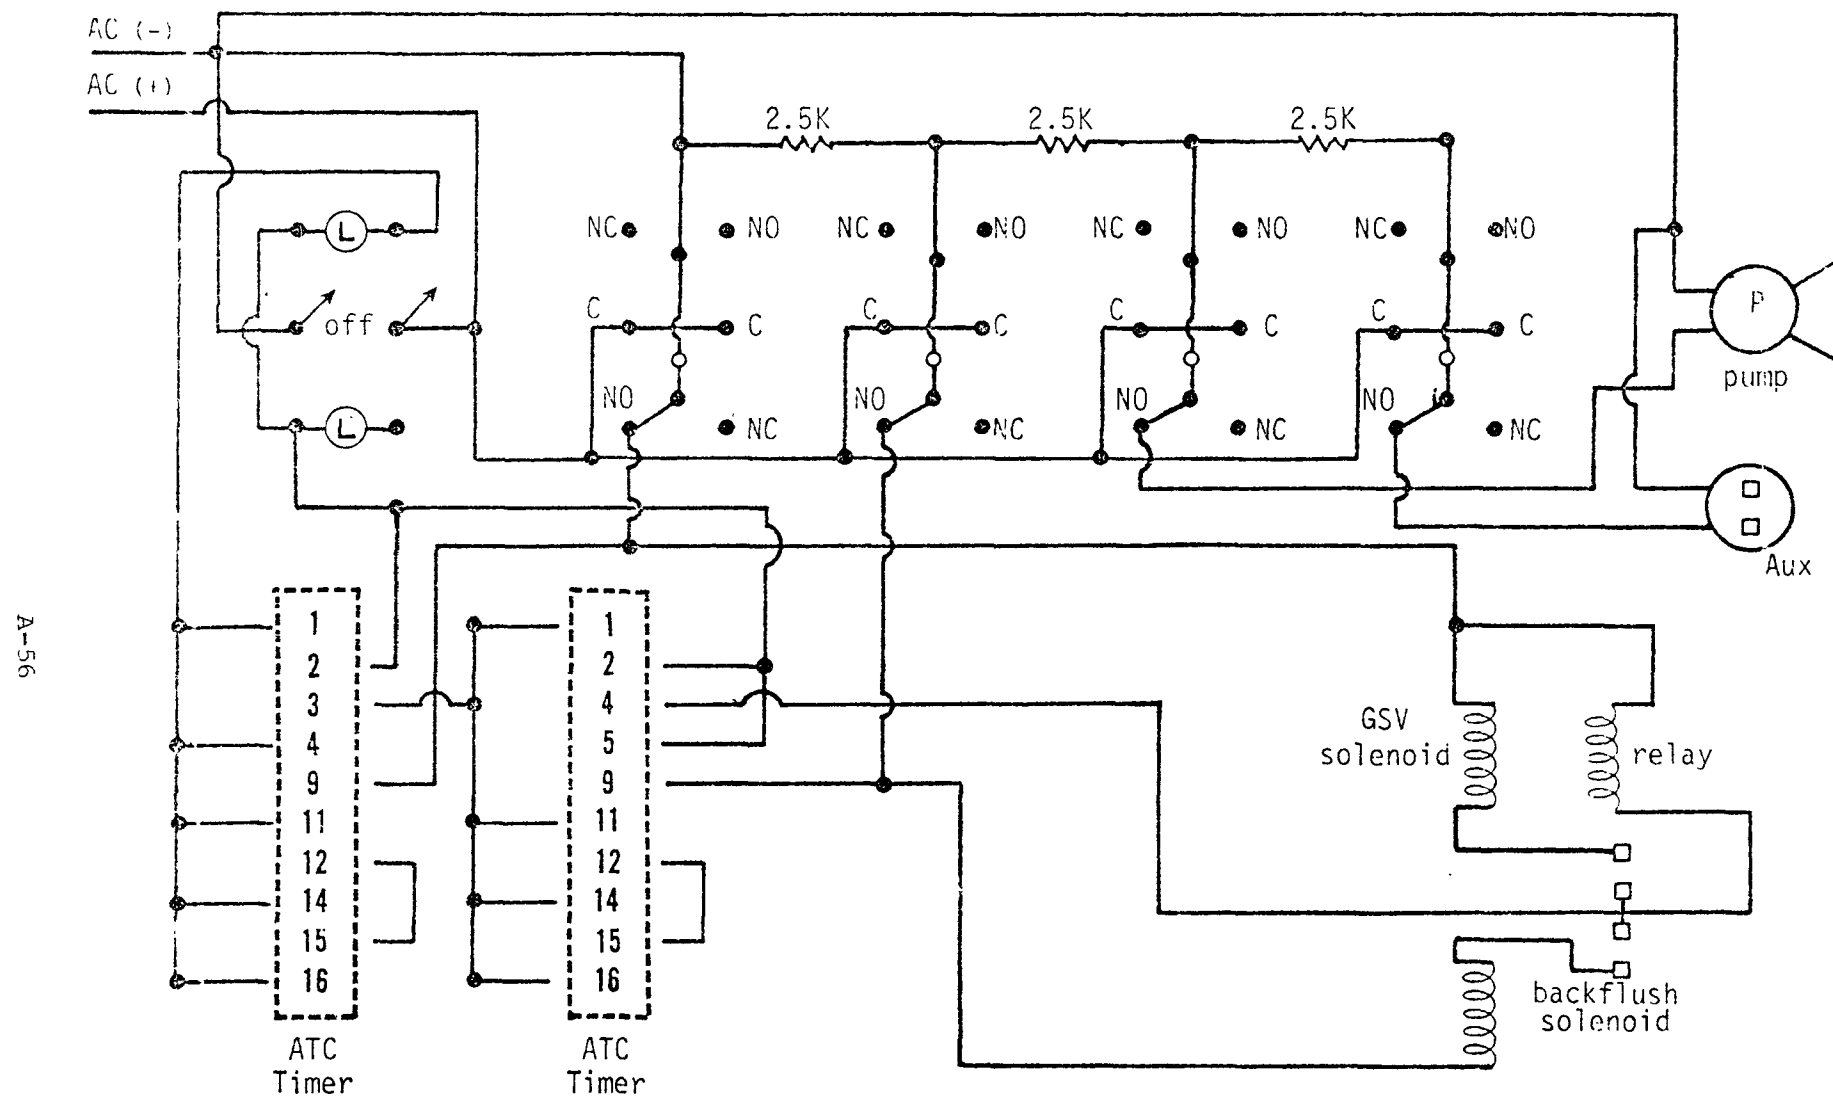 AC (-)
AC (+)
2.5K 2.5K 2.5K
NC NO NC NO NC NO NC NO
L
off
C C C C C C C C
P
pump
NO NO NO NO
L
NC NC NC NC
Aux
A-56
1
2
3
4
9
11
12
14
15
16
ATC
Timer
1
2
4
5
9
11
12
14
15
16
ATC
Timer
GSV
solenoid
relay
backflush
solenoid